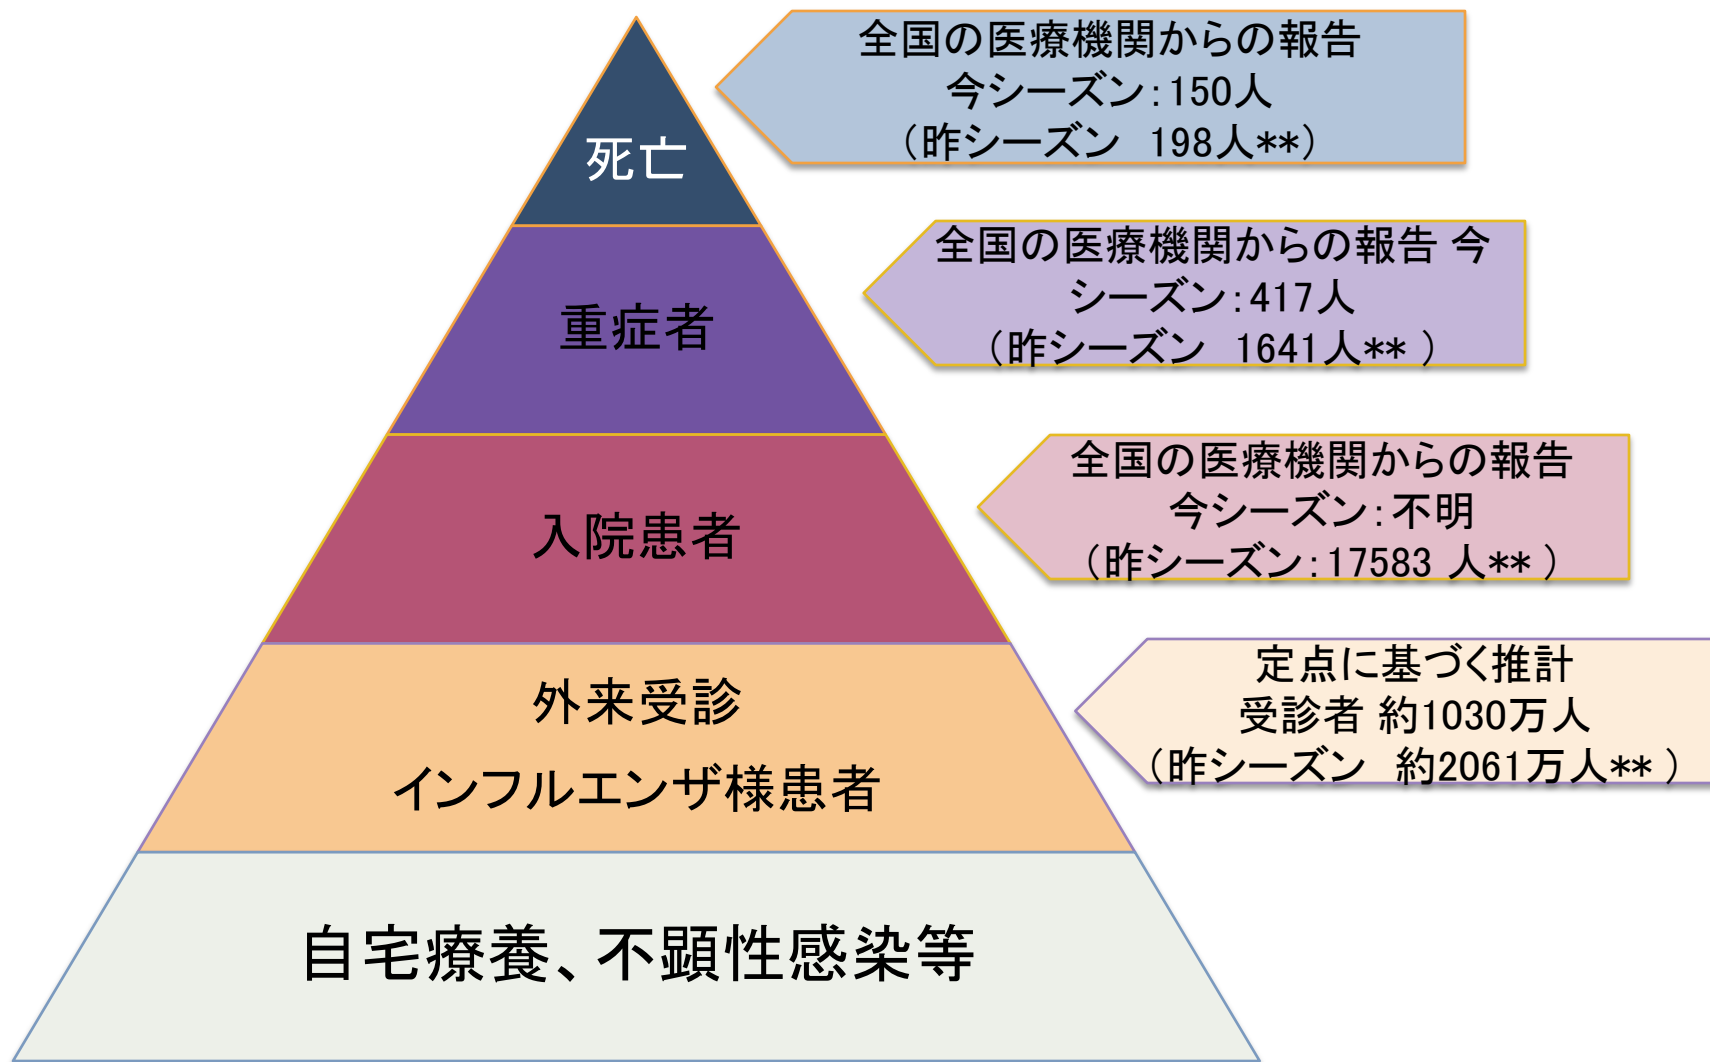 全国の医療機関からの報告
今シーズン：150人
（昨シーズン　198人**）
死亡
全国の医療機関からの報告 今
シーズン：417人
（昨シーズン　1641人** ）
重症者
全国の医療機関からの報告
今シーズン：不明
（昨シーズン：17583 人** ）
入院患者
定点に基づく推計
受診者 約1030万人
（昨シーズン　約2061万人** ）
外来受診
インフルエンザ様患者
自宅療養、不顕性感染等